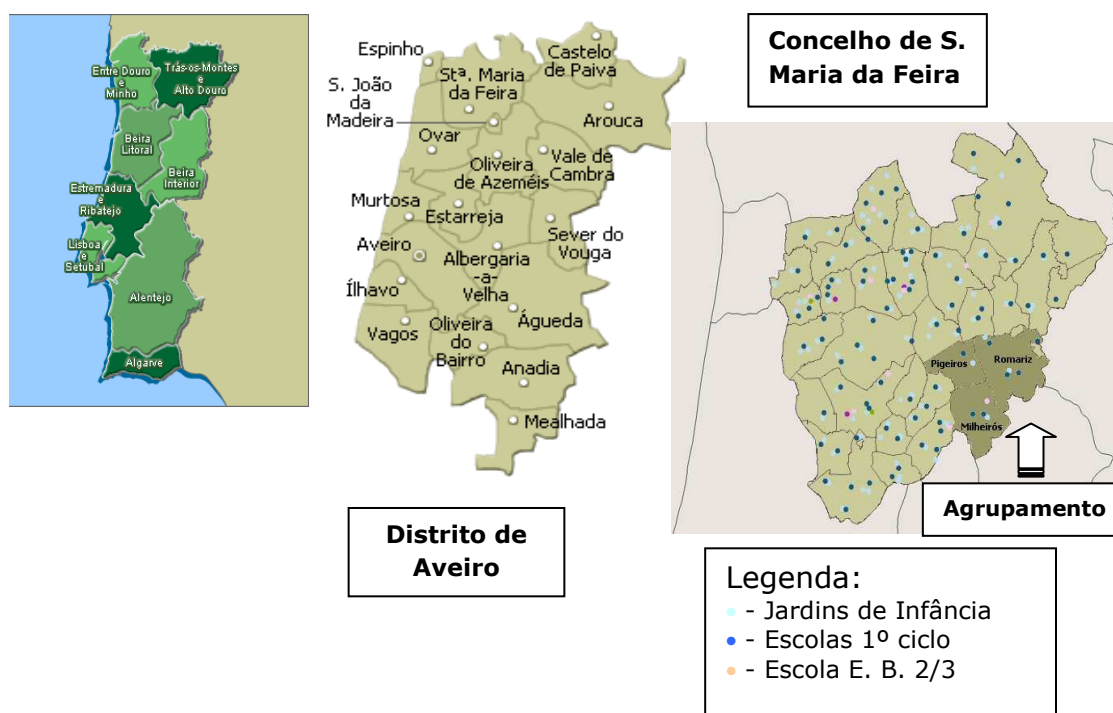 Entre Douro
e
Minho
Trás-os-Montes
e
Alto Douro
Beira
Litoral
Beira
Interior
Estremadura
e
Ribatejo
Lisboa
e
Setubal
Alentejo
Algarve
Espinho
Castelo
de Paiva
Stª. Maria
da Feira
S. João
da
Madeira
Arouca
Ovar
Oliveira
de Azeméis
Vale de
Cambra
Murtosa
Estarreja
Sever do
Vouga
Aveiro
Albergaria
-a-
Velha
Ílhavo
Águeda
Vagos
Oliveira
do
Bairro
Anadia
Mealhada
Distrito de
Aveiro
Concelho de S.
Maria da Feira
Pigeiros
Romariz
Milheirós
Agrupamento
Legenda:
- Jardins de Infância
- Escolas 1º ciclo
- Escola E. B. 2/3